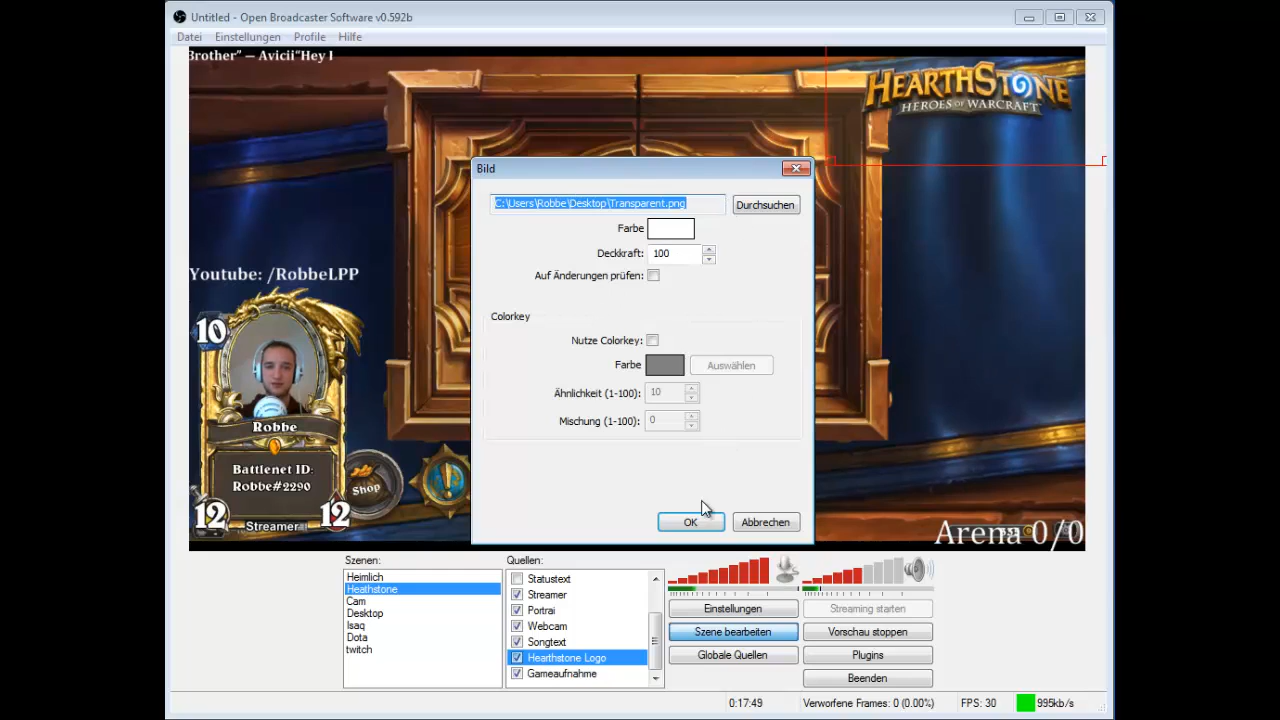 Untitled - Open Broadcaster Software v0.592b
Datei Einstellungen Profile Hilfe
Brother" — Avicii"Hey I
HEARTHSTONE
HEROES OF WARCRAFT
Bild
C:\Users\Robbe\Desktop\Transparent.png
Durchsuchen
Farbe
Deckkraft: 100
Auf Änderungen prüfen:
Youtube: /RobbeLPP
10
Colorkey
Nutze Colorkey:
Farbe Auswählen
Ähnlichkeit (1-100): 10
Mischung (1-100): 0
Robbe
Battlenet ID:
Robbe#2290
Shop
12 12
Streamer
OK Abbrechen
Arena 0/0
Szenen: Quellen:
Heimlich
Heathstone
Cam
Desktop
Isaq
Dota
twitch
Statustext
Streamer
Portrai
Webcam
Songtext
Hearthstone Logo
Gameaufnahme
Einstellungen Streaming starten
Szene bearbeiten Vorschau stoppen
Globale Quellen Plugins
Beenden
0:17:49 Verworfene Frames: 0 (0.00%) FPS: 30 995kb/s